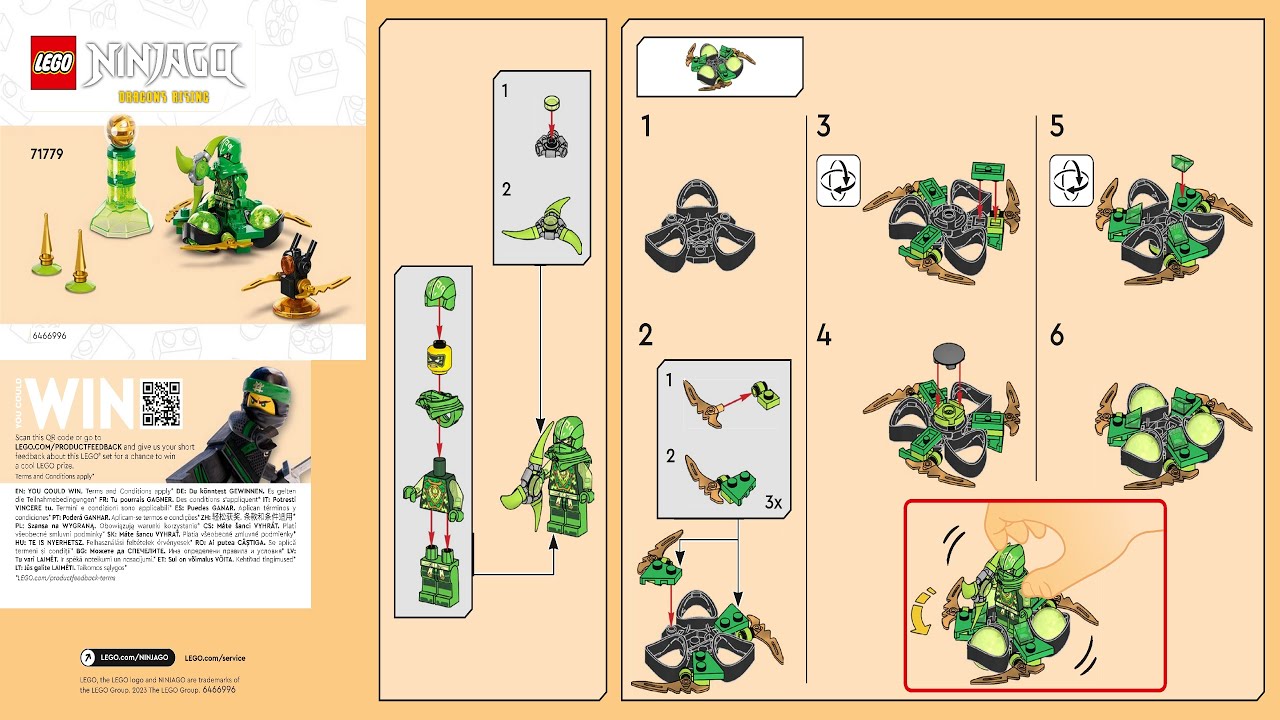 LEGO NINJAGO
DRAGONS RISING
71779
6466996
YOU COULD
WIN
Scan this QR code or go to
LEGO.COM/PRODUCTFEEDBACK and give us your short
feedback about this LEGO® set for a chance to win
a cool LEGO prize.
Terms and Conditions apply*
EN: YOU COULD WIN. Terms and Conditions apply* DE: Du könntest GEWINNEN. Es gelten
die Teilnahmebedingungen* FR: Tu pourrais GAGNER. Des conditions s'appliquent* IT: Potresti
VINCERE tu. Termini e condizioni sono applicabili* ES: Puedes GANAR. Aplican términos y
condiciones* PT: Poderá GANHAR. Aplicam-se termos e condições* ZH: 轻松获奖,条款和条件适用*
PL: Szansa na WYGRANĄ. Obowiązują warunki korzystania* CS: Máte šanci VYHRÁT. Platí
všeobecné smluvní podmínky* SK: Máte šancu VYHRAŤ. Platia všeobecné zmluvné podmienky*
HU: TE IS NYERHETSZ. Felhasználási feltételek érvényesek* RO: Ai putea CÂŞTIGA. Se aplică
termeni şi condiţii* BG: Можете да СПЕЧЕЛИТЕ. Има определени правила и условия* LV:
Tu vari LAIMĒT. Ir spēkā noteikumi un nosacījumi* ET: Sul on võimalus VÕITA. Kehtivad tingimused*
LT: Jūs galite LAIMĖTI. Taikomos sąlygos*
*LEGO.com/productfeedback-terms
LEGO.com/NINJAGO LEGO.com/service
LEGO, the LEGO logo and NINJAGO are trademarks of
the LEGO Group. 2023 The LEGO Group. 6466996
1
2
1
2
1
2
3x
3
4
5
6